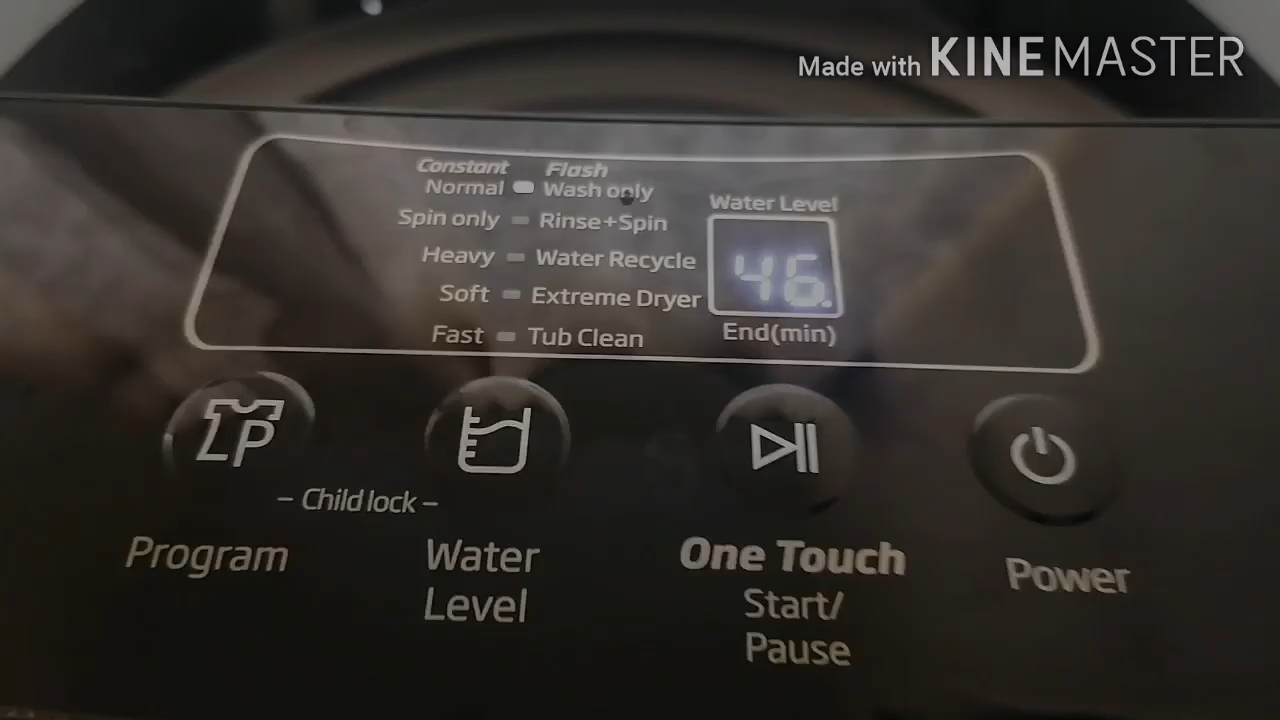 Made with KINEMASTER
Constant Flash
Normal Wash only
Spin only Rinse+Spin
Heavy Water Recycle
Soft Extreme Dryer
Fast Tub Clean
Water Level
46.
End(min)
– Child lock –
Program
Water
Level
One Touch
Start/
Pause
Power